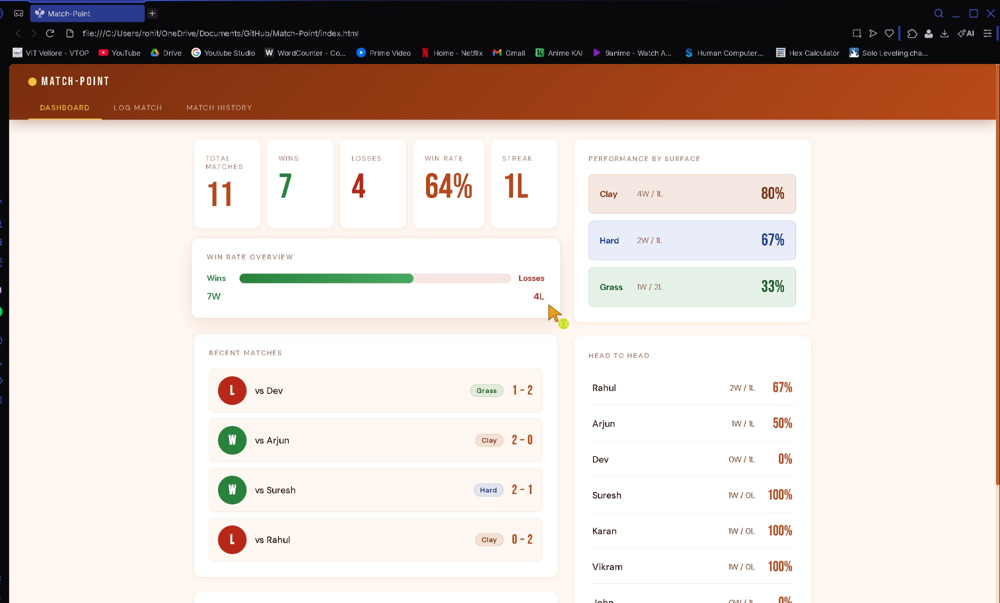 Match-Point
file:///C:/Users/rohit/OneDrive/Documents/GitHub/Match-Point/index.html
AI
VIT Vellore - VTOP
YouTube
Drive
Youtube Studio
W WordCounter - Co...
Prime Video
Home - Netflix
Gmail
Anime KAI
9anime - Watch A...
Human Computer...
Hex Calculator
Solo Leveling cha...
MATCH-POINT
DASHBOARD
LOG MATCH
MATCH HISTORY
TOTAL
MATCHES
11
WINS
7
LOSSES
4
WIN RATE
64%
STREAK
1L
WIN RATE OVERVIEW
Wins
Losses
7W
4L
RECENT MATCHES
L vs Dev Grass 1 - 2
W vs Arjun Clay 2 - 0
W vs Suresh Hard 2 - 1
L vs Rahul Clay 0 - 2
PERFORMANCE BY SURFACE
Clay 4W / 1L 80%
Hard 2W / 1L 67%
Grass 1W / 2L 33%
HEAD TO HEAD
Rahul 2W / 1L 67%
Arjun 1W / 1L 50%
Dev 0W / 1L 0%
Suresh 1W / 0L 100%
Karan 1W / 0L 100%
Vikram 1W / 0L 100%
John 0W / 1L 0%